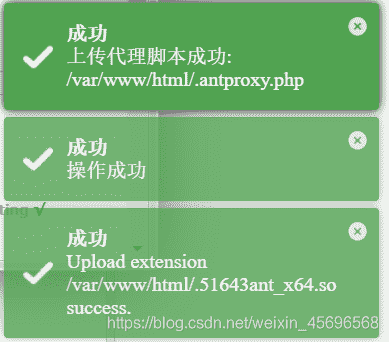 成功
上传代理脚本成功:
/var/www/html/.antproxy.php
成功
操作成功
ting √
成功
Upload extension
/var/www/html/.51643ant_x64.so
success.
https://blog.csdn.net/weixin_45696568